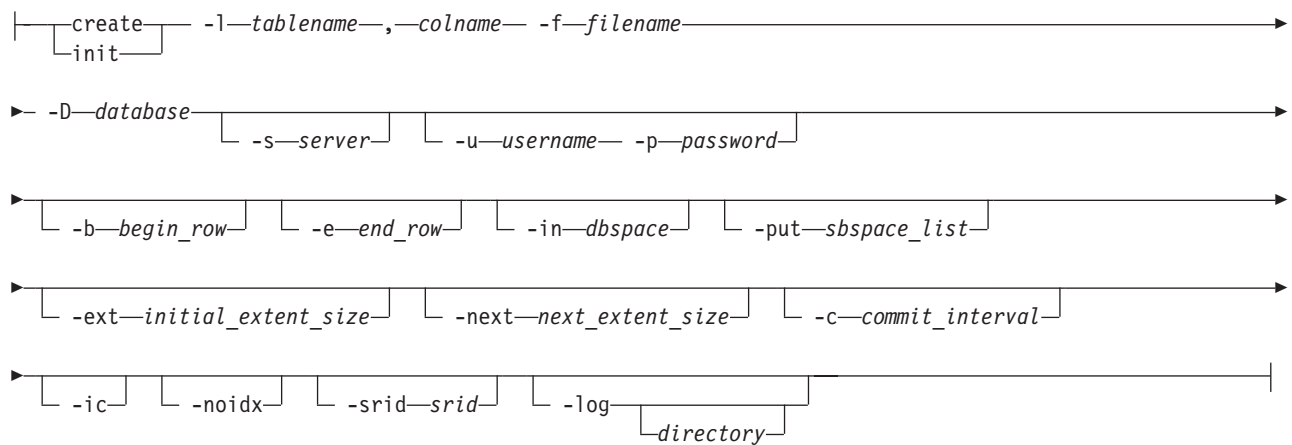 create -l tablename , colname -f filename
init
-D database
-s server -u username -p password
-b begin_row -e end_row -in dbspace -put sbspace_list
-ext initial_extent_size -next next_extent_size -c commit_interval
-ic -noidx -srid srid -log
directory